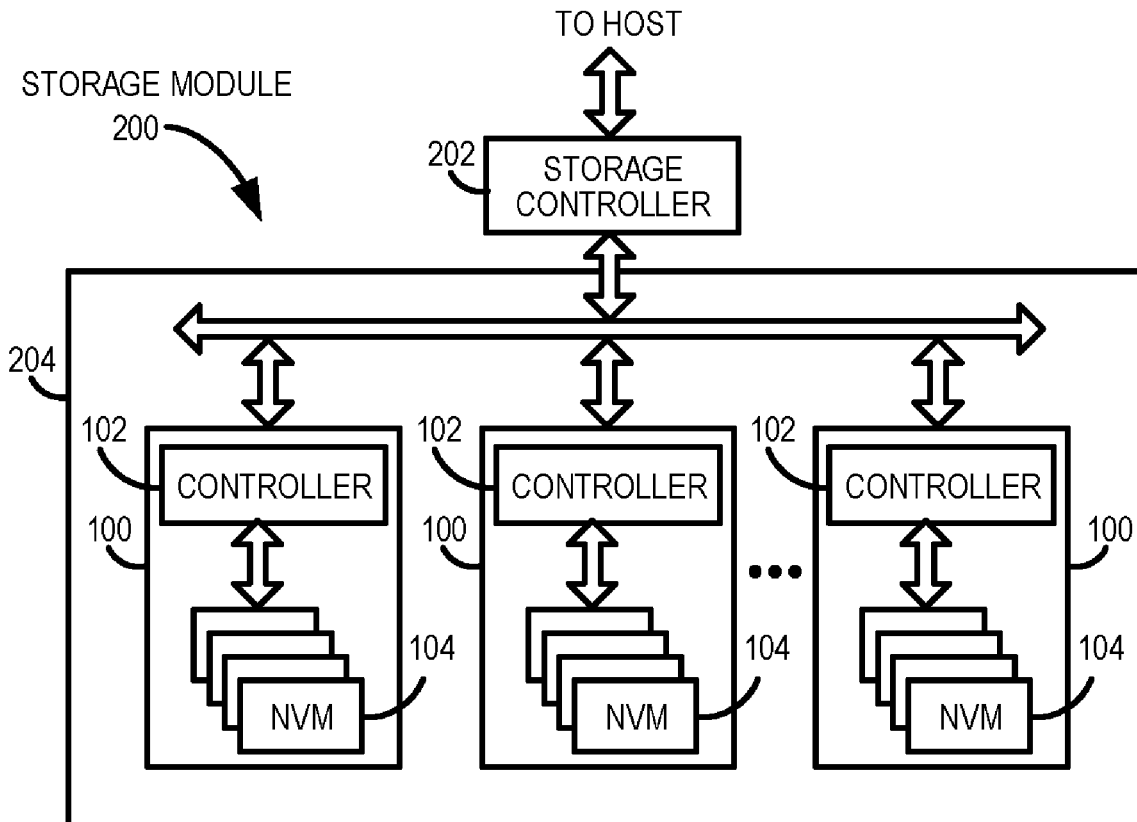 TO HOST
STORAGE MODULE
200
202
STORAGE
CONTROLLER
204
102
102
102
CONTROLLER
CONTROLLER
CONTROLLER
100
100
100
104
104
104
NVM
NVM
NVM